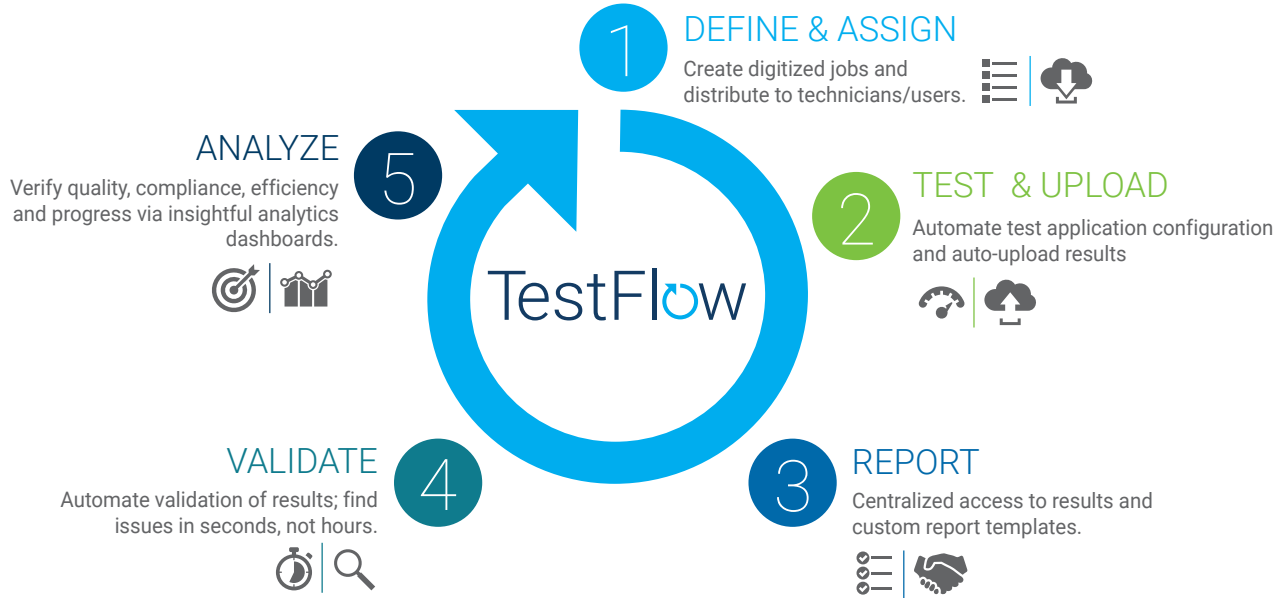 1
DEFINE & ASSIGN
Create digitized jobs and
distribute to technicians/users.
2
TEST & UPLOAD
Automate test application configuration
and auto-upload results
3
REPORT
Centralized access to results and
custom report templates.
4
VALIDATE
Automate validation of results; find
issues in seconds, not hours.
5
ANALYZE
Verify quality, compliance, efficiency
and progress via insightful analytics
dashboards.
TestFlow